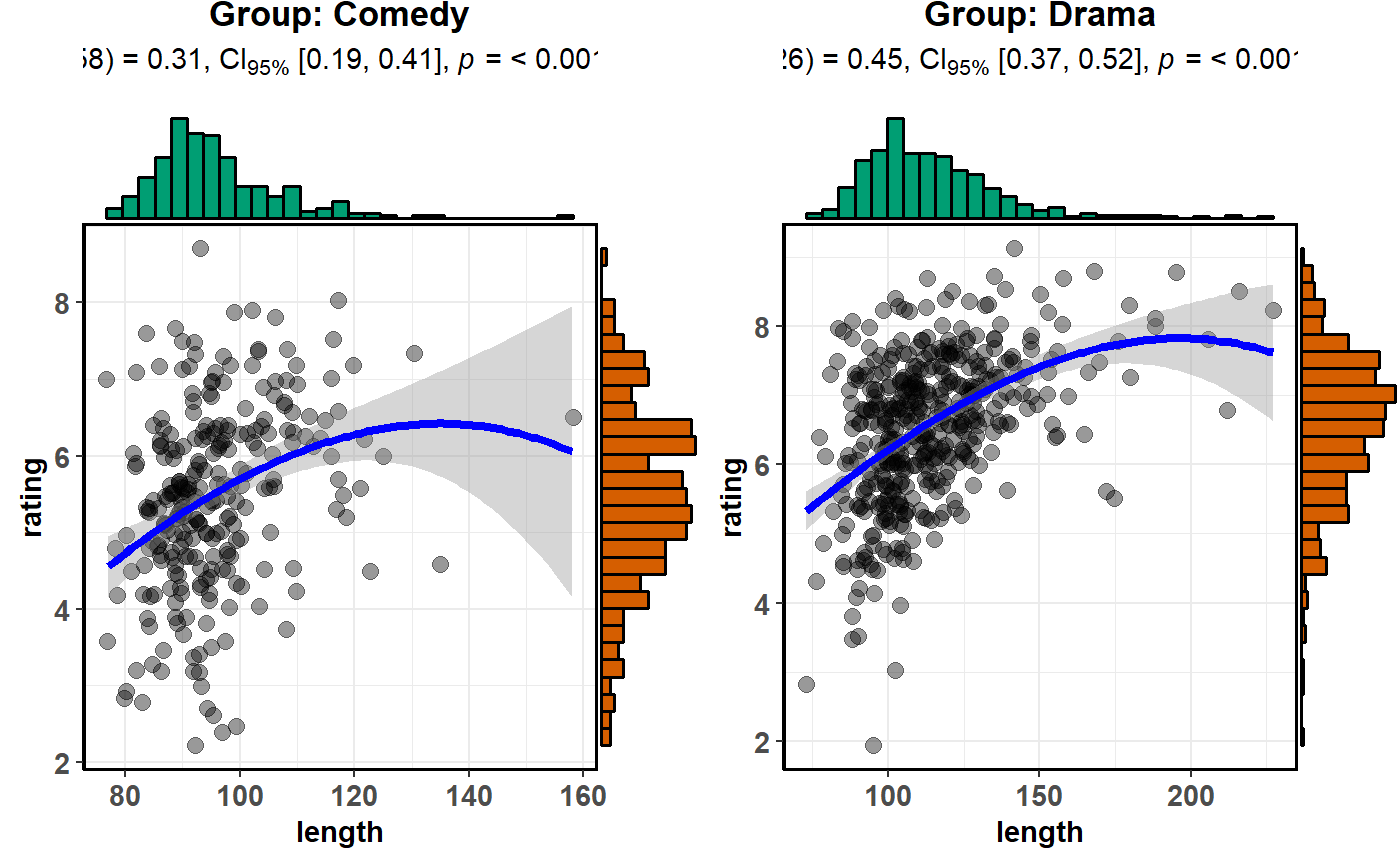 Group: Comedy
58) = 0.31, CI95% [0.19, 0.41], p = < 0.00
8
6
4
2
rating
80 100 120 140 160
length
Group: Drama
26) = 0.45, CI95% [0.37, 0.52], p = < 0.00
8
6
4
2
rating
100 150 200
length